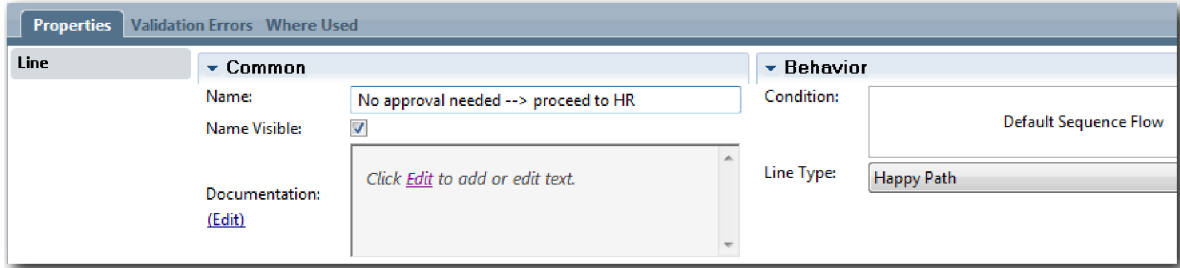 Properties Validation Errors Where Used
Line
Common
Name: No approval needed --> proceed to HR
Name Visible:
Documentation:
(Edit)
Click Edit to add or edit text.
Behavior
Condition: Default Sequence Flow
Line Type: Happy Path